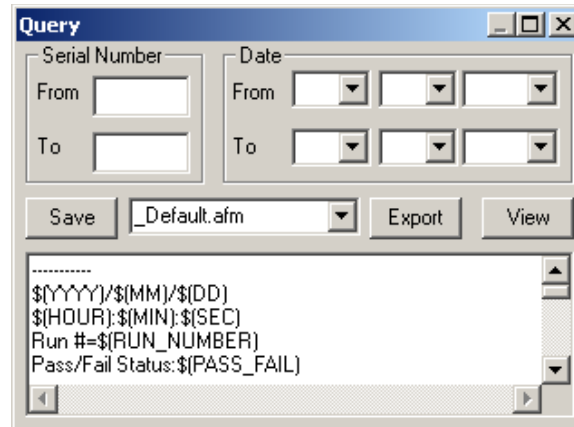 Query
Serial Number
From
To
Date
From
To
Save
_Default.afm
Export
View
-----------
$(YYYY)/$(MM)/$(DD)
$(HOUR):$(MIN):$(SEC)
Run #=$(RUN_NUMBER)
Pass/Fail Status:$(PASS_FAIL)